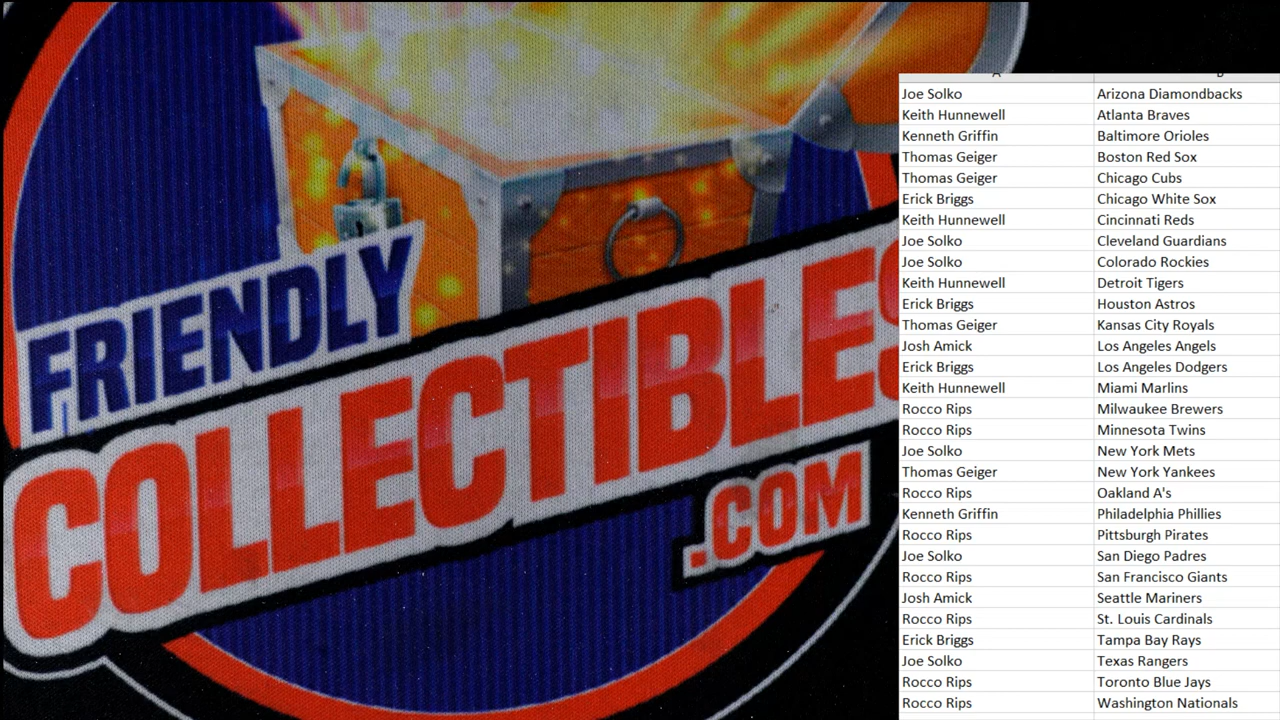 FRIENDLY
COLLECTIBLES
.COM
Joe Solko Arizona Diamondbacks
Keith Hunnewell Atlanta Braves
Kenneth Griffin Baltimore Orioles
Thomas Geiger Boston Red Sox
Thomas Geiger Chicago Cubs
Erick Briggs Chicago White Sox
Keith Hunnewell Cincinnati Reds
Joe Solko Cleveland Guardians
Joe Solko Colorado Rockies
Keith Hunnewell Detroit Tigers
Erick Briggs Houston Astros
Thomas Geiger Kansas City Royals
Josh Amick Los Angeles Angels
Erick Briggs Los Angeles Dodgers
Keith Hunnewell Miami Marlins
Rocco Rips Milwaukee Brewers
Rocco Rips Minnesota Twins
Joe Solko New York Mets
Thomas Geiger New York Yankees
Rocco Rips Oakland A's
Kenneth Griffin Philadelphia Phillies
Rocco Rips Pittsburgh Pirates
Joe Solko San Diego Padres
Rocco Rips San Francisco Giants
Josh Amick Seattle Mariners
Rocco Rips St. Louis Cardinals
Erick Briggs Tampa Bay Rays
Joe Solko Texas Rangers
Rocco Rips Toronto Blue Jays
Rocco Rips Washington Nationals